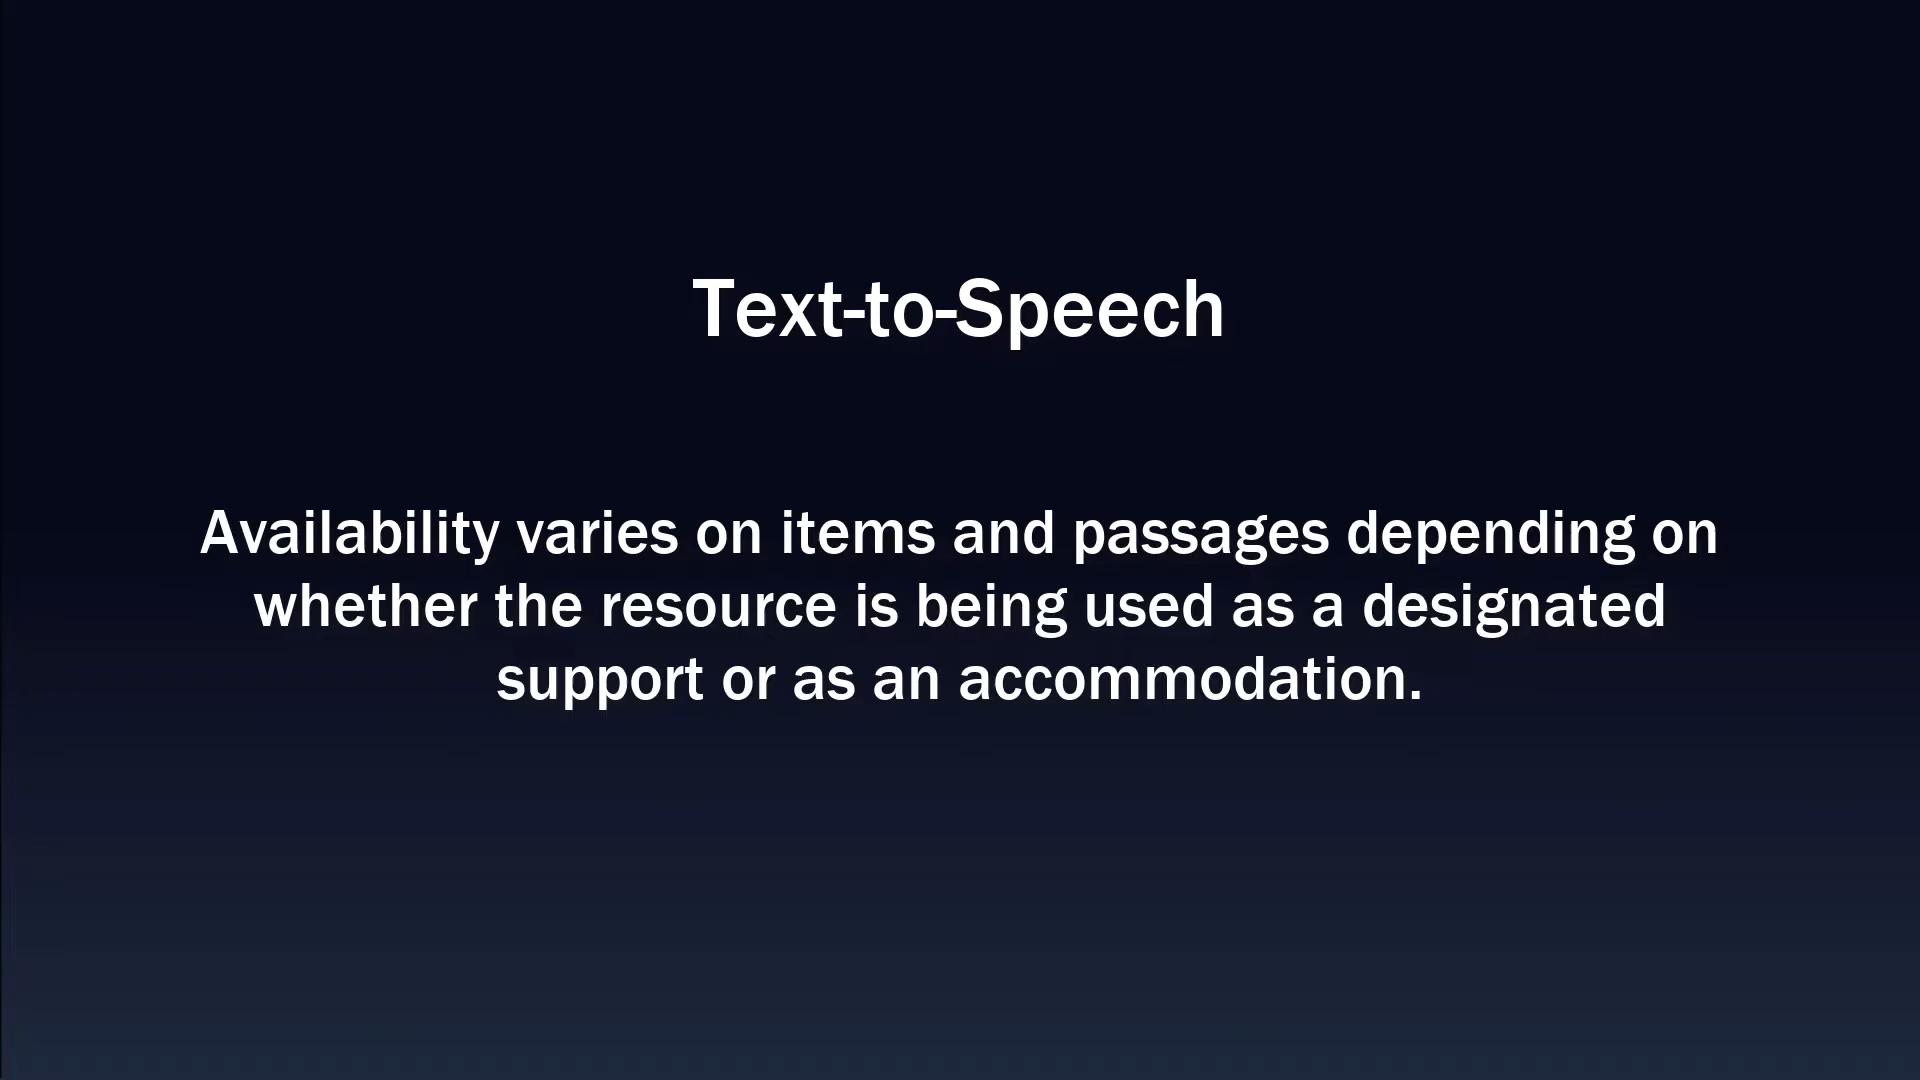 Text-to-Speech
Availability varies on items and passages depending on
whether the resource is being used as a designated
support or as an accommodation.